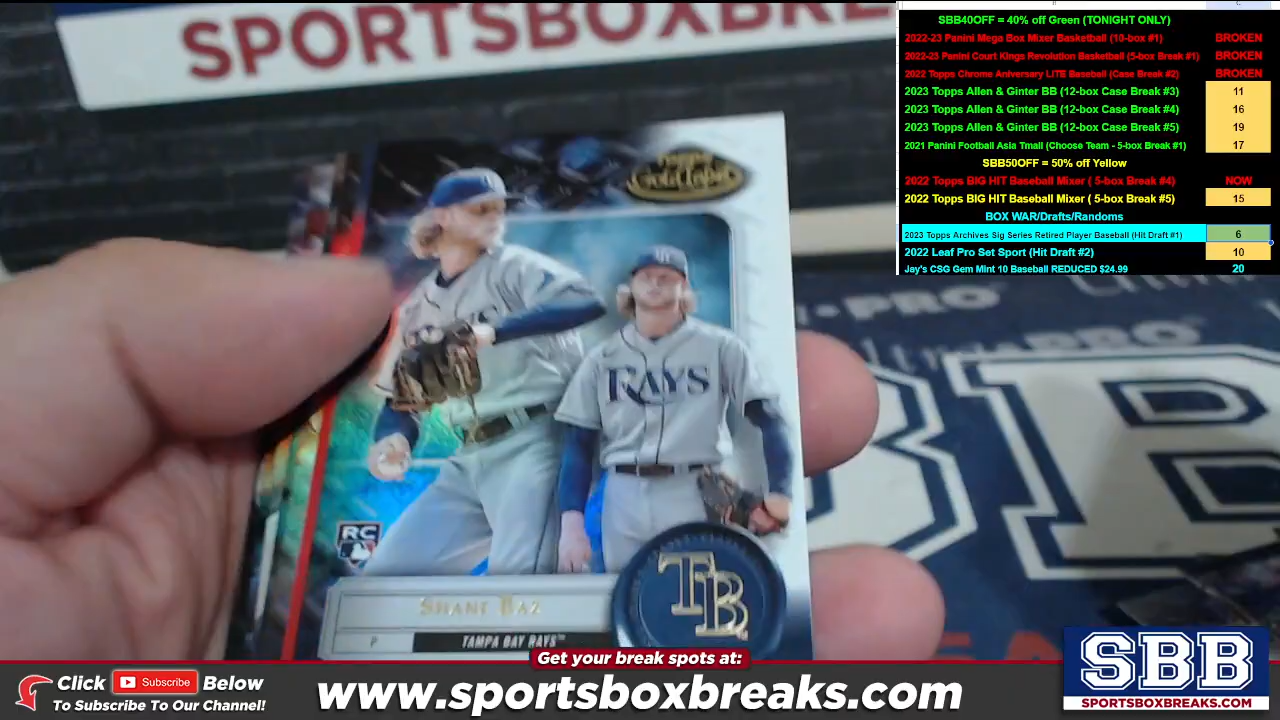 SPORTSBOXBREAK
SPORTSBOXBREAKS
SBB40OFF = 40% off Green (TONIGHT ONLY)
2022-23 Panini Mega Box Mixer Basketball (10-box #1) BROKEN
2022-23 Panini Court Kings Revolution Basketball (5-box Break #1) BROKEN
2022 Topps Chrome Aniversary LITE Baseball (Case Break #2) BROKEN
2023 Topps Allen & Ginter BB (12-box Case Break #3) 11
2023 Topps Allen & Ginter BB (12-box Case Break #4) 16
2023 Topps Allen & Ginter BB (12-box Case Break #5) 19
2021 Panini Football Asia Tmall (Choose Team - 5-box Break #1) 17
SBB50OFF = 50% off Yellow
2022 Topps BIG HIT Baseball Mixer ( 5-box Break #4) NOW
2022 Topps BIG HIT Baseball Mixer ( 5-box Break #5) 15
BOX WAR/Drafts/Randoms
2023 Topps Archives Sig Series Retired Player Baseball (Hit Draft #1) 6
2022 Leaf Pro Set Sport (Hit Draft #2) 10
Jay's CSG Gem Mint 10 Baseball REDUCED $24.99 20
Topps
Gold Label
RAYS
RC
SHANE BAZ
P TAMPA BAY RAYS™
TB
PRO
Get your break spots at:
Click Subscribe Below
To Subscribe To Our Channel!
www.sportsboxbreaks.com
SBB
SPORTSBOXBREAKS.COM